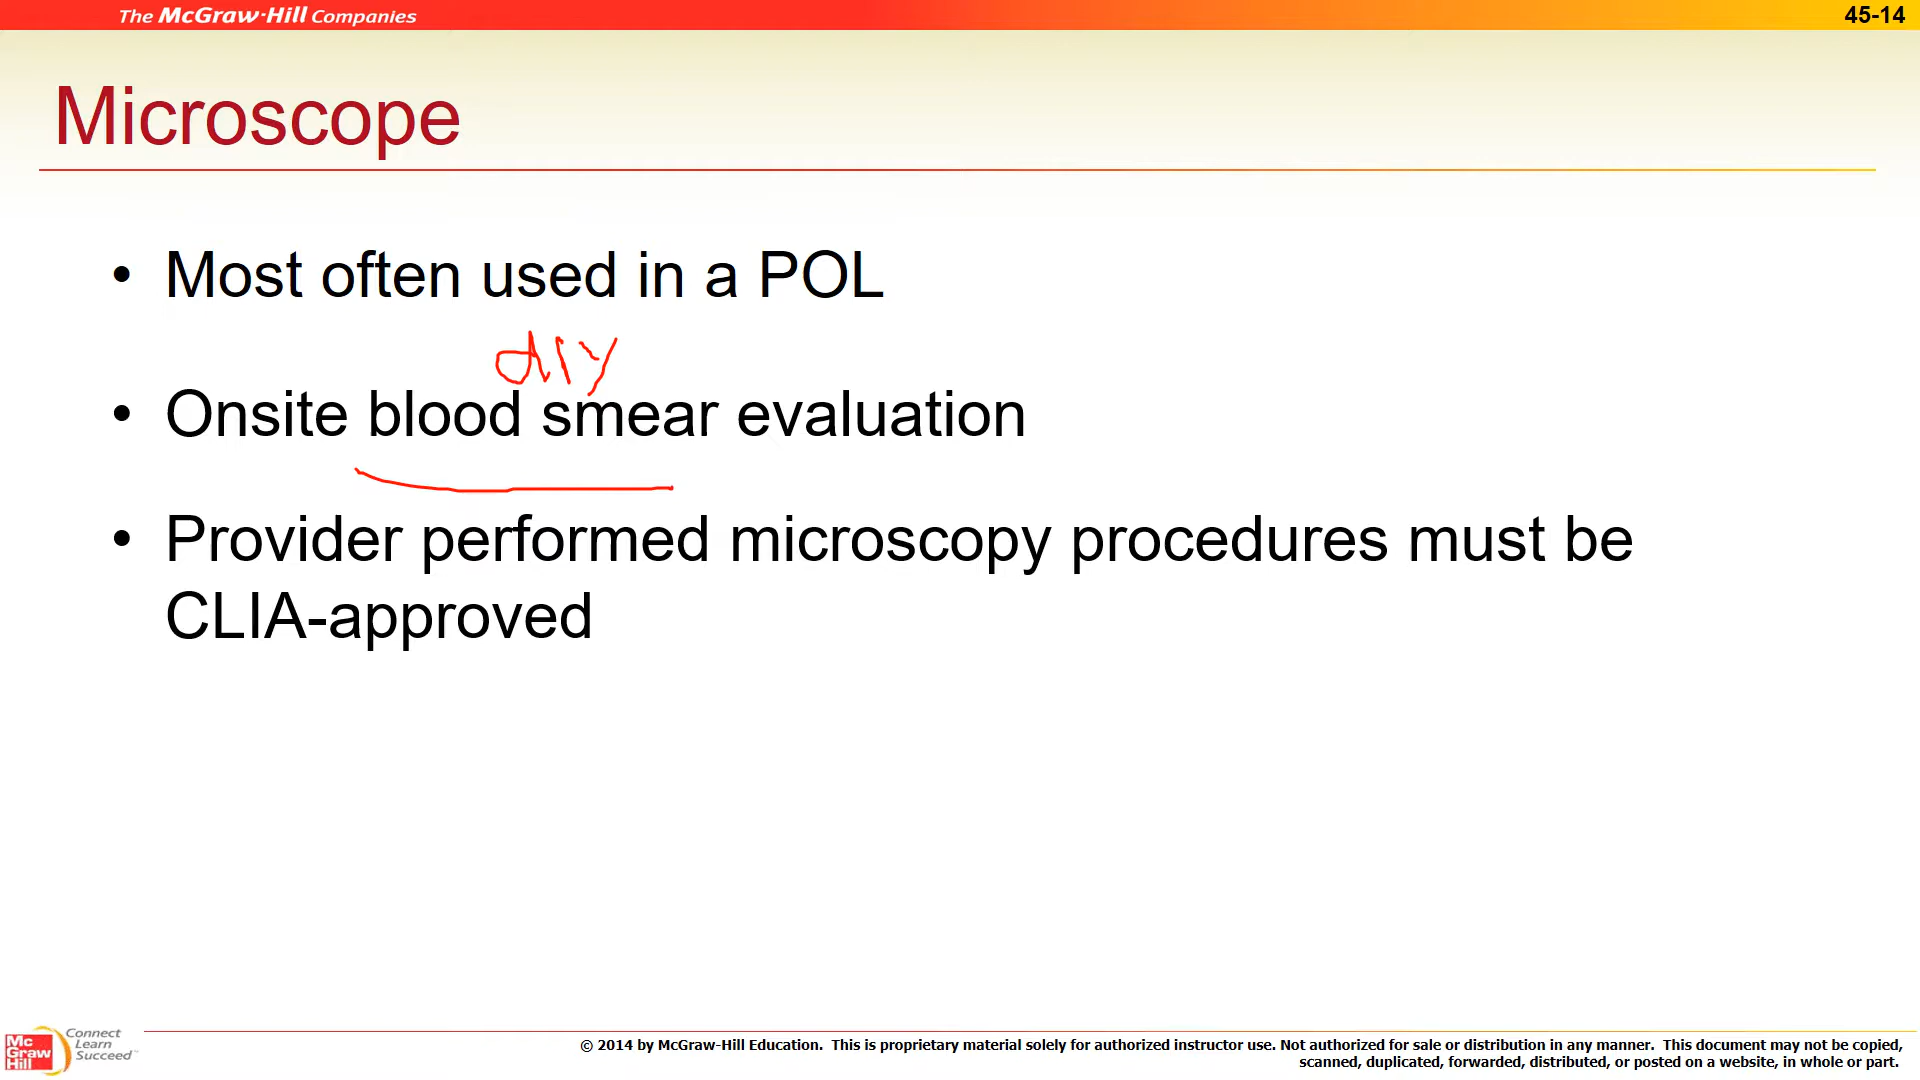 The McGraw-Hill Companies
45-14
Microscope
• Most often used in a POL
• Onsite blood smear evaluation
• Provider performed microscopy procedures must be
CLIA-approved
Mc
Graw
Hill
Connect
Learn
Succeed™
© 2014 by McGraw-Hill Education. This is proprietary material solely for authorized instructor use. Not authorized for sale or distribution in any manner. This document may not be copied,
scanned, duplicated, forwarded, distributed, or posted on a website, in whole or part.